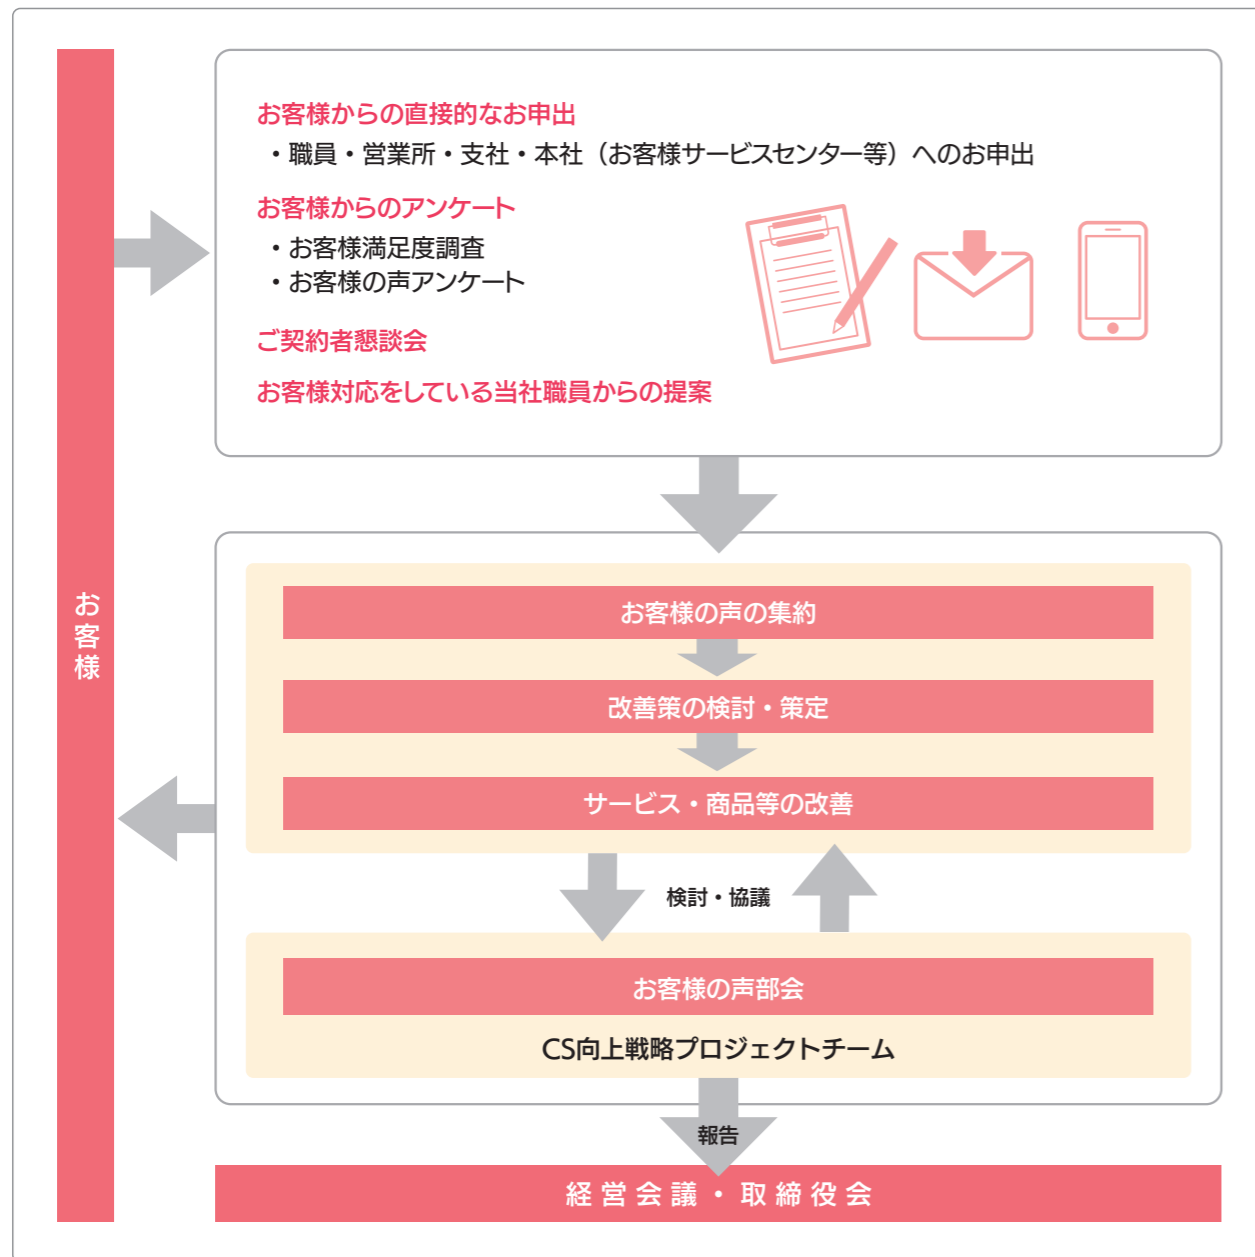 お客様
お客様からの直接的なお申出
・職員・営業所・支社・本社（お客様サービスセンター等）へのお申出
お客様からのアンケート
・お客様満足度調査
・お客様の声アンケート
ご契約者懇談会
お客様対応をしている当社職員からの提案
お客様の声の集約
改善策の検討・策定
サービス・商品等の改善
検討・協議
お客様の声部会
CS向上戦略プロジェクトチーム
報告
経営会議・取締役会